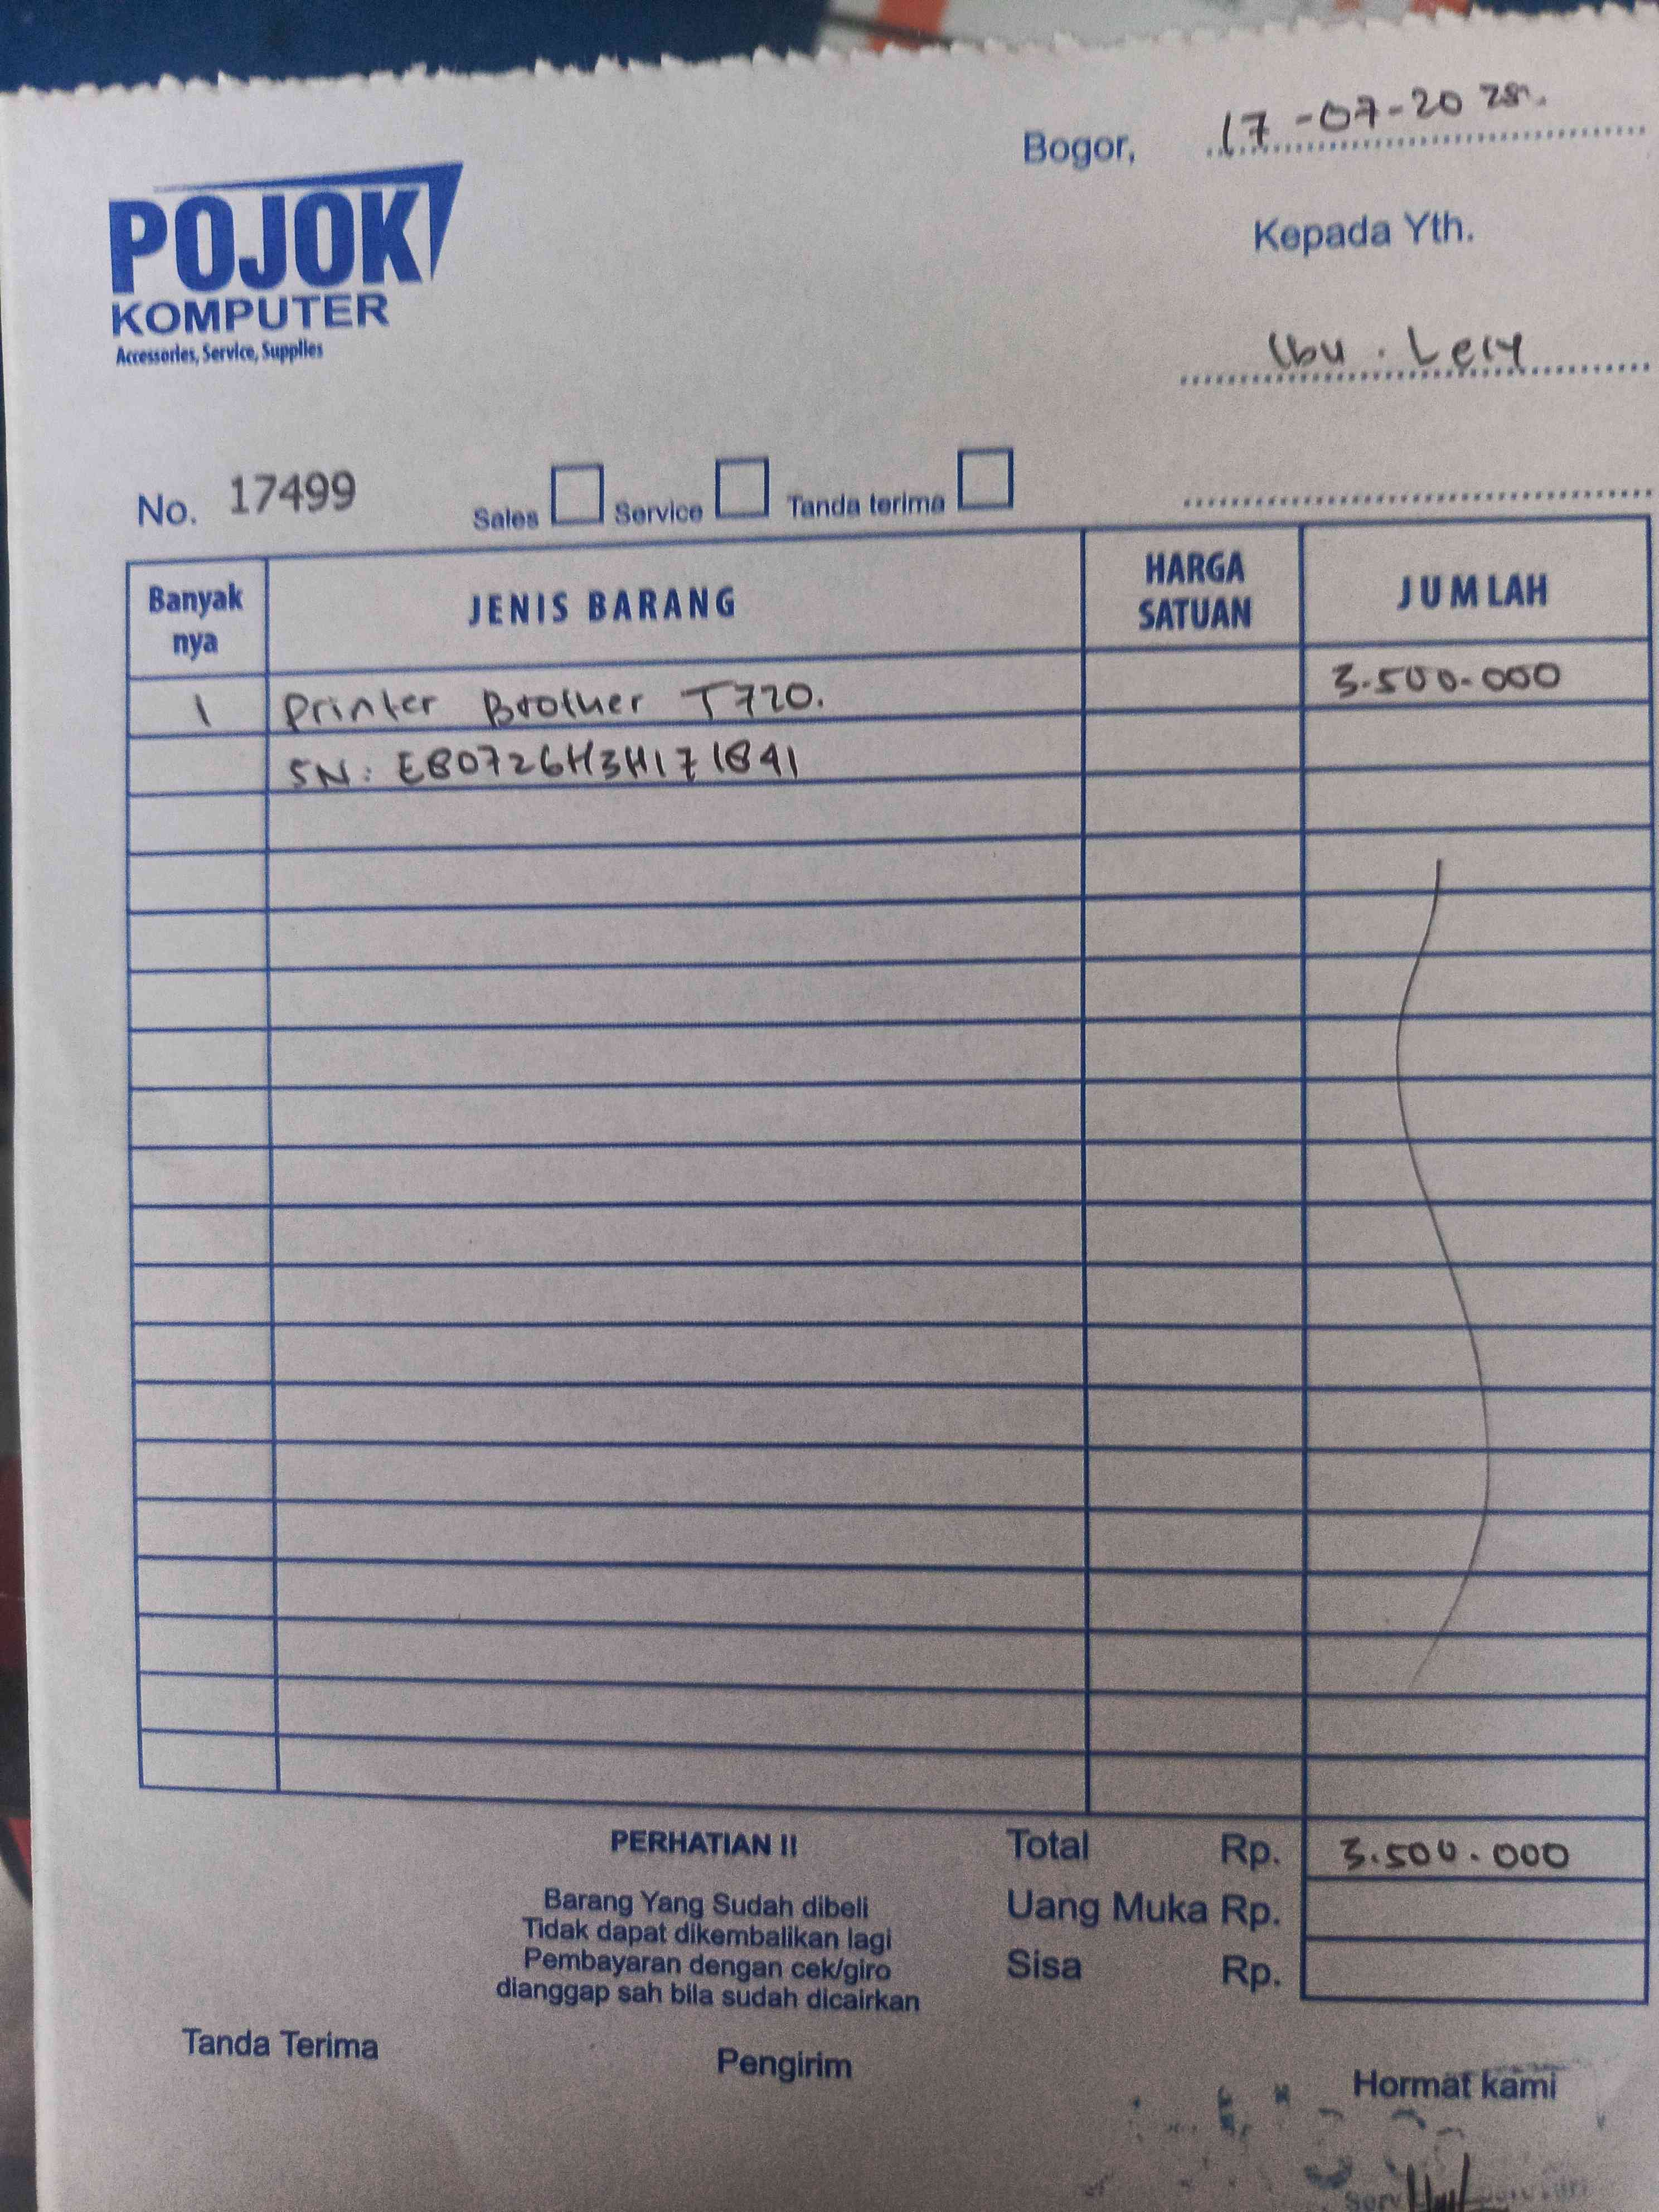 Bogor, 17-07-2025.
POJOK
KOMPUTER
Accessories, Service, Supplies
Kepada Yth.
Ibu. Lely
No. 17499 Sales Service Tanda terima
Banyak nya JENIS BARANG HARGA SATUAN JUMLAH
1 Printer Brother T720. 3.500.000
SN: E80726H3H171841
PERHATIAN !!
Barang Yang Sudah dibeli
Tidak dapat dikembalikan lagi
Pembayaran dengan cek/giro
dianggap sah bila sudah dicairkan
Total Rp. 3.500.000
Uang Muka Rp.
Sisa Rp.
Tanda Terima Pengirim Hormat kami